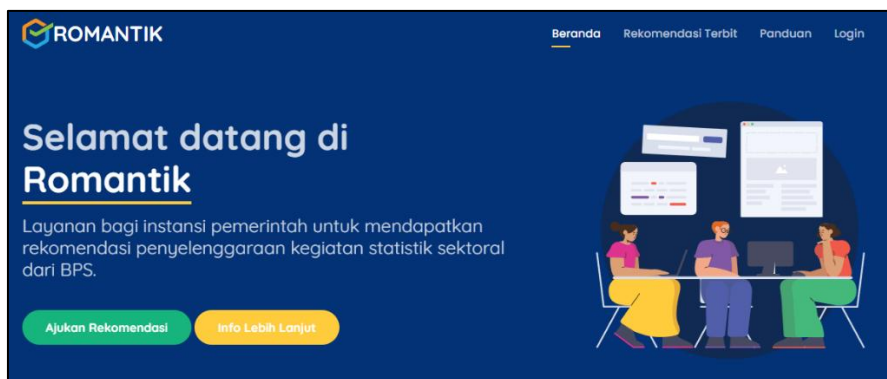 ROMANTIK
Beranda Rekomendasi Terbit Panduan Login
Selamat datang di
Romantik
Layanan bagi instansi pemerintah untuk mendapatkan
rekomendasi penyelenggaraan kegiatan statistik sektoral
dari BPS.
Ajukan Rekomendasi Info Lebih Lanjut